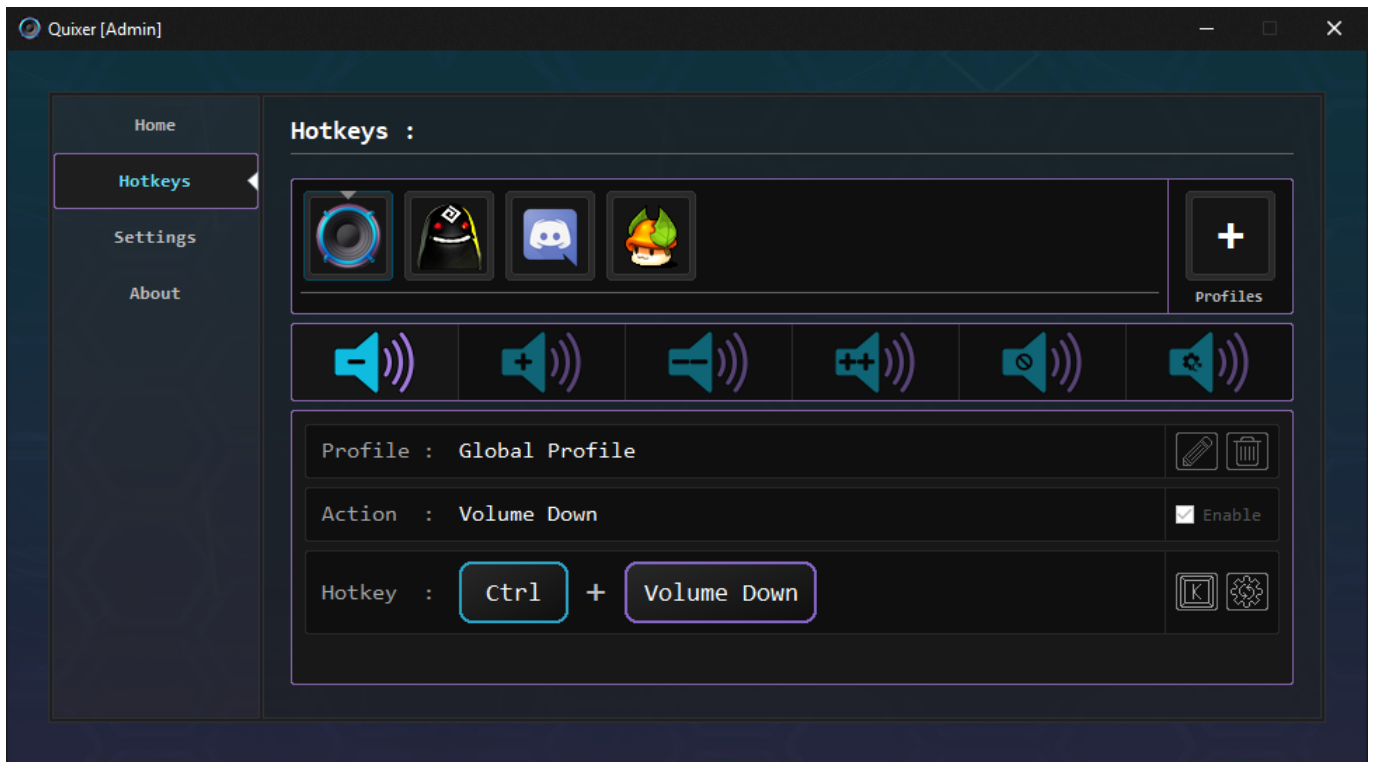 Quixer [Admin]
Home
Hotkeys
Settings
About
Hotkeys :
+
Profiles
- + -- ++
Profile : Global Profile
Action : Volume Down
Enable
Hotkey : Ctrl + Volume Down
K